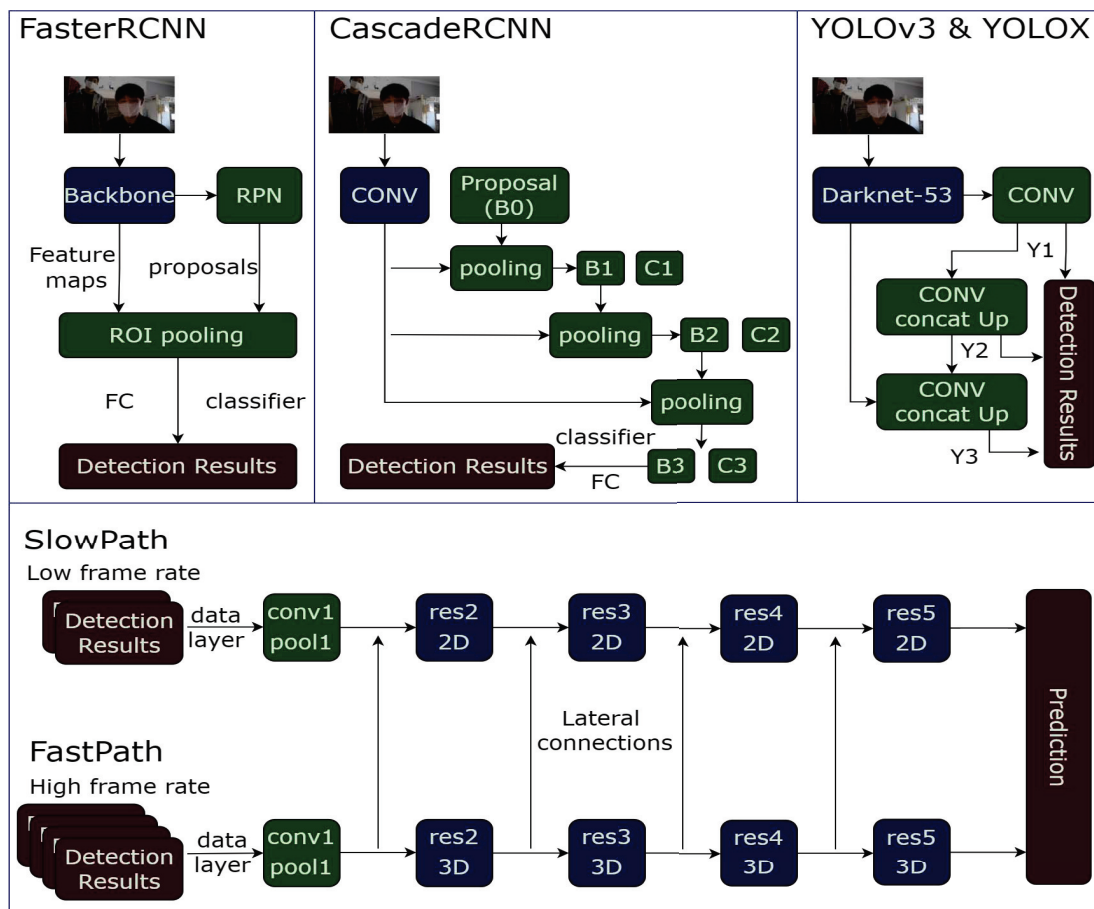 FasterRCNN
Backbone
RPN
Feature
maps
proposals
ROI pooling
FC
classifier
Detection Results
CascadeRCNN
CONV
Proposal
(B0)
pooling
B1
C1
pooling
B2
C2
pooling
classifier
Detection Results
FC
B3
C3
YOLOv3 & YOLOX
Darknet-53
CONV
Y1
CONV
concat Up
Y2
CONV
concat Up
Y3
Detection Results
SlowPath
Low frame rate
Detection
Results
data
layer
conv1
pool1
res2
2D
res3
2D
res4
2D
res5
2D
Lateral
connections
Prediction
FastPath
High frame rate
Detection
Results
data
layer
conv1
pool1
res2
3D
res3
3D
res4
3D
res5
3D